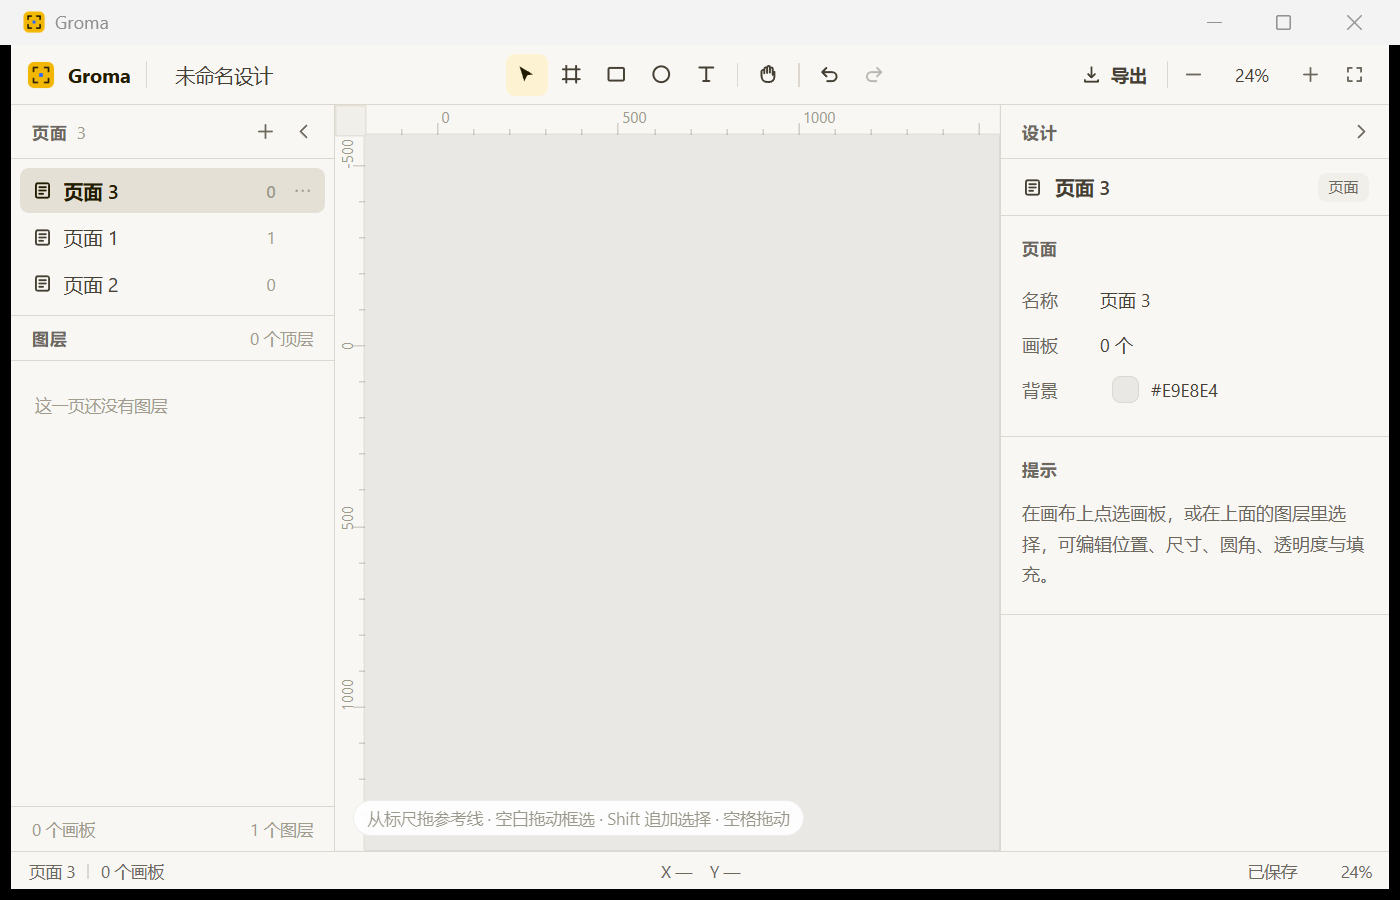 Groma
Groma 未命名设计 导出 24%
页面 3
页面 3 0
页面 1 1
页面 2 0
图层 0 个顶层
这一页还没有图层
0 个画板 1 个图层
0 500 1000
-500
0
500
1000
从标尺拖参考线 · 空白拖动框选 · Shift 追加选择 · 空格拖动
设计
页面 3 页面
页面
名称 页面 3
画板 0 个
背景 #E9E8E4
提示
在画布上点选画板，或在上面的图层里选
择，可编辑位置、尺寸、圆角、透明度与填
充。
页面 3 0 个画板 X — Y — 已保存 24%